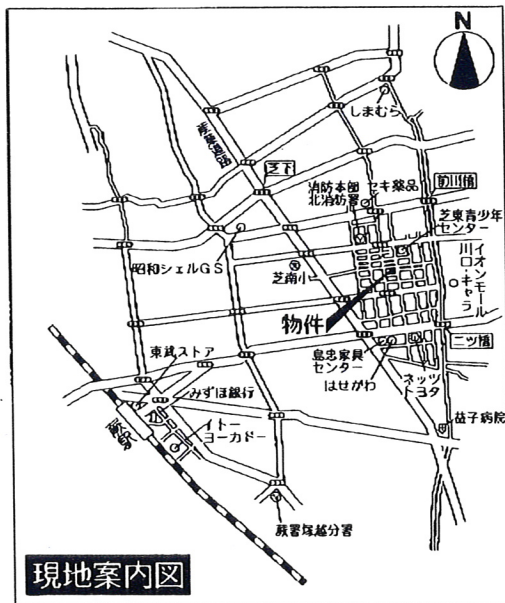 N
しまむら
産業道路
芝下
消防本部
北消防署
セキ薬品
前川橋
芝東青少年
センター
イオンモール
川口・キャラ
昭和シェルGS
芝南小
物件
島忠家具
センター
はせがわ
ネッツ
トヨタ
二ツ橋
東武ストア
みずほ銀行
イトー
ヨーカドー
蕨駅
益子病院
蕨署塚越分署
現地案内図